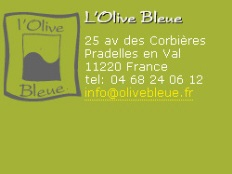 l'Olive
Bleue
L'Olive Bleue
25 av des Corbières
Pradelles en Val
11220 France
tel: 04 68 24 06 12
info@olivebleue.fr